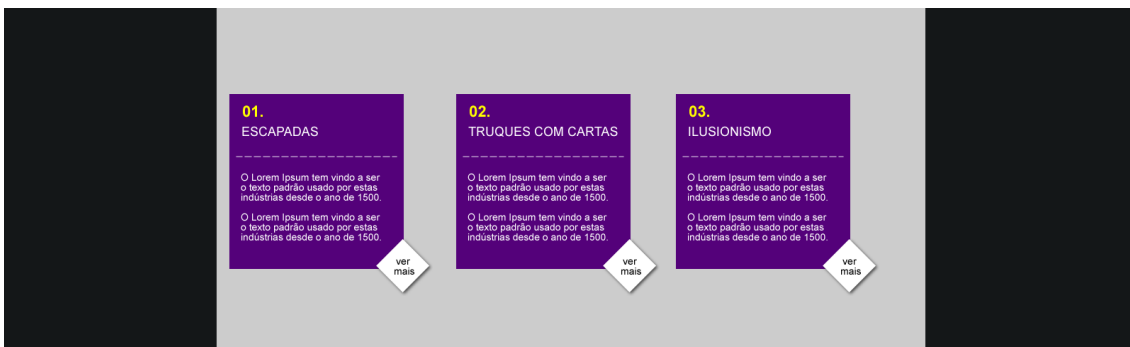 01.
ESCAPADAS
O Lorem Ipsum tem vindo a ser
o texto padrão usado por estas
indústrias desde o ano de 1500.
O Lorem Ipsum tem vindo a ser
o texto padrão usado por estas
indústrias desde o ano de 1500.
ver
mais
02.
TRUQUES COM CARTAS
O Lorem Ipsum tem vindo a ser
o texto padrão usado por estas
indústrias desde o ano de 1500.
O Lorem Ipsum tem vindo a ser
o texto padrão usado por estas
indústrias desde o ano de 1500.
ver
mais
03.
ILUSIONISMO
O Lorem Ipsum tem vindo a ser
o texto padrão usado por estas
indústrias desde o ano de 1500.
O Lorem Ipsum tem vindo a ser
o texto padrão usado por estas
indústrias desde o ano de 1500.
ver
mais